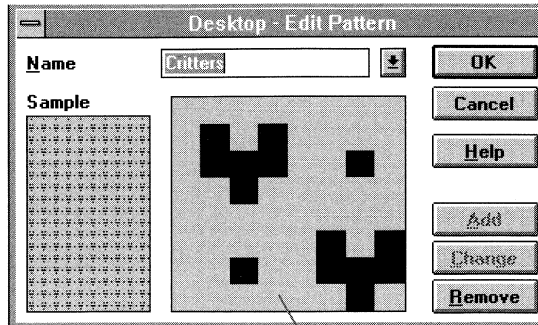 Desktop - Edit Pattern
Name
Critters
OK
Sample
Cancel
Help
Add
Change
Remove